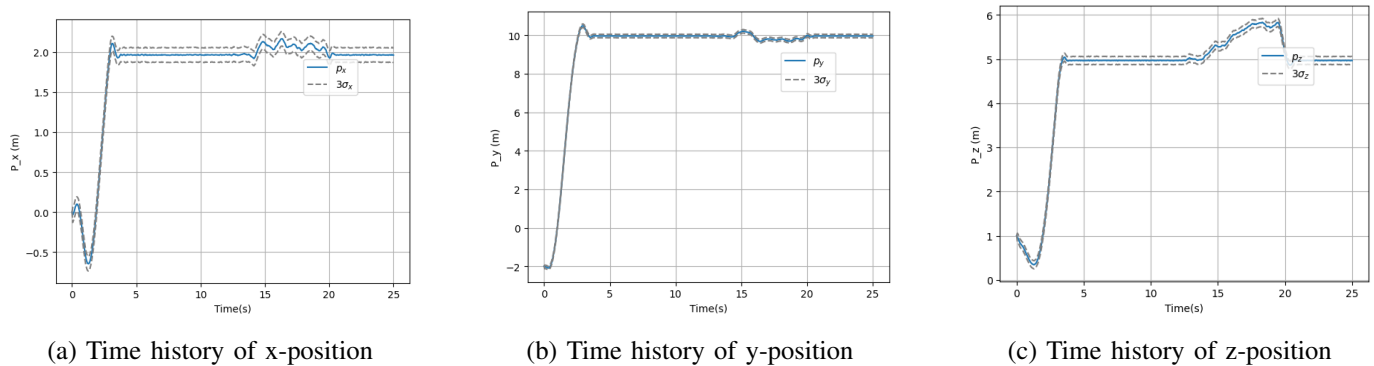 P_x (m)
2.0
1.5
1.0
0.5
0.0
−0.5
0
5
10
15
20
25
Time(s)
p_x
3σ_x
(a) Time history of x-position
P_y (m)
10
8
6
4
2
0
−2
0
5
10
15
20
25
Time(s)
p_y
3σ_y
(b) Time history of y-position
P_z (m)
6
5
4
3
2
1
0
0
5
10
15
20
25
Time(s)
p_z
3σ_z
(c) Time history of z-position